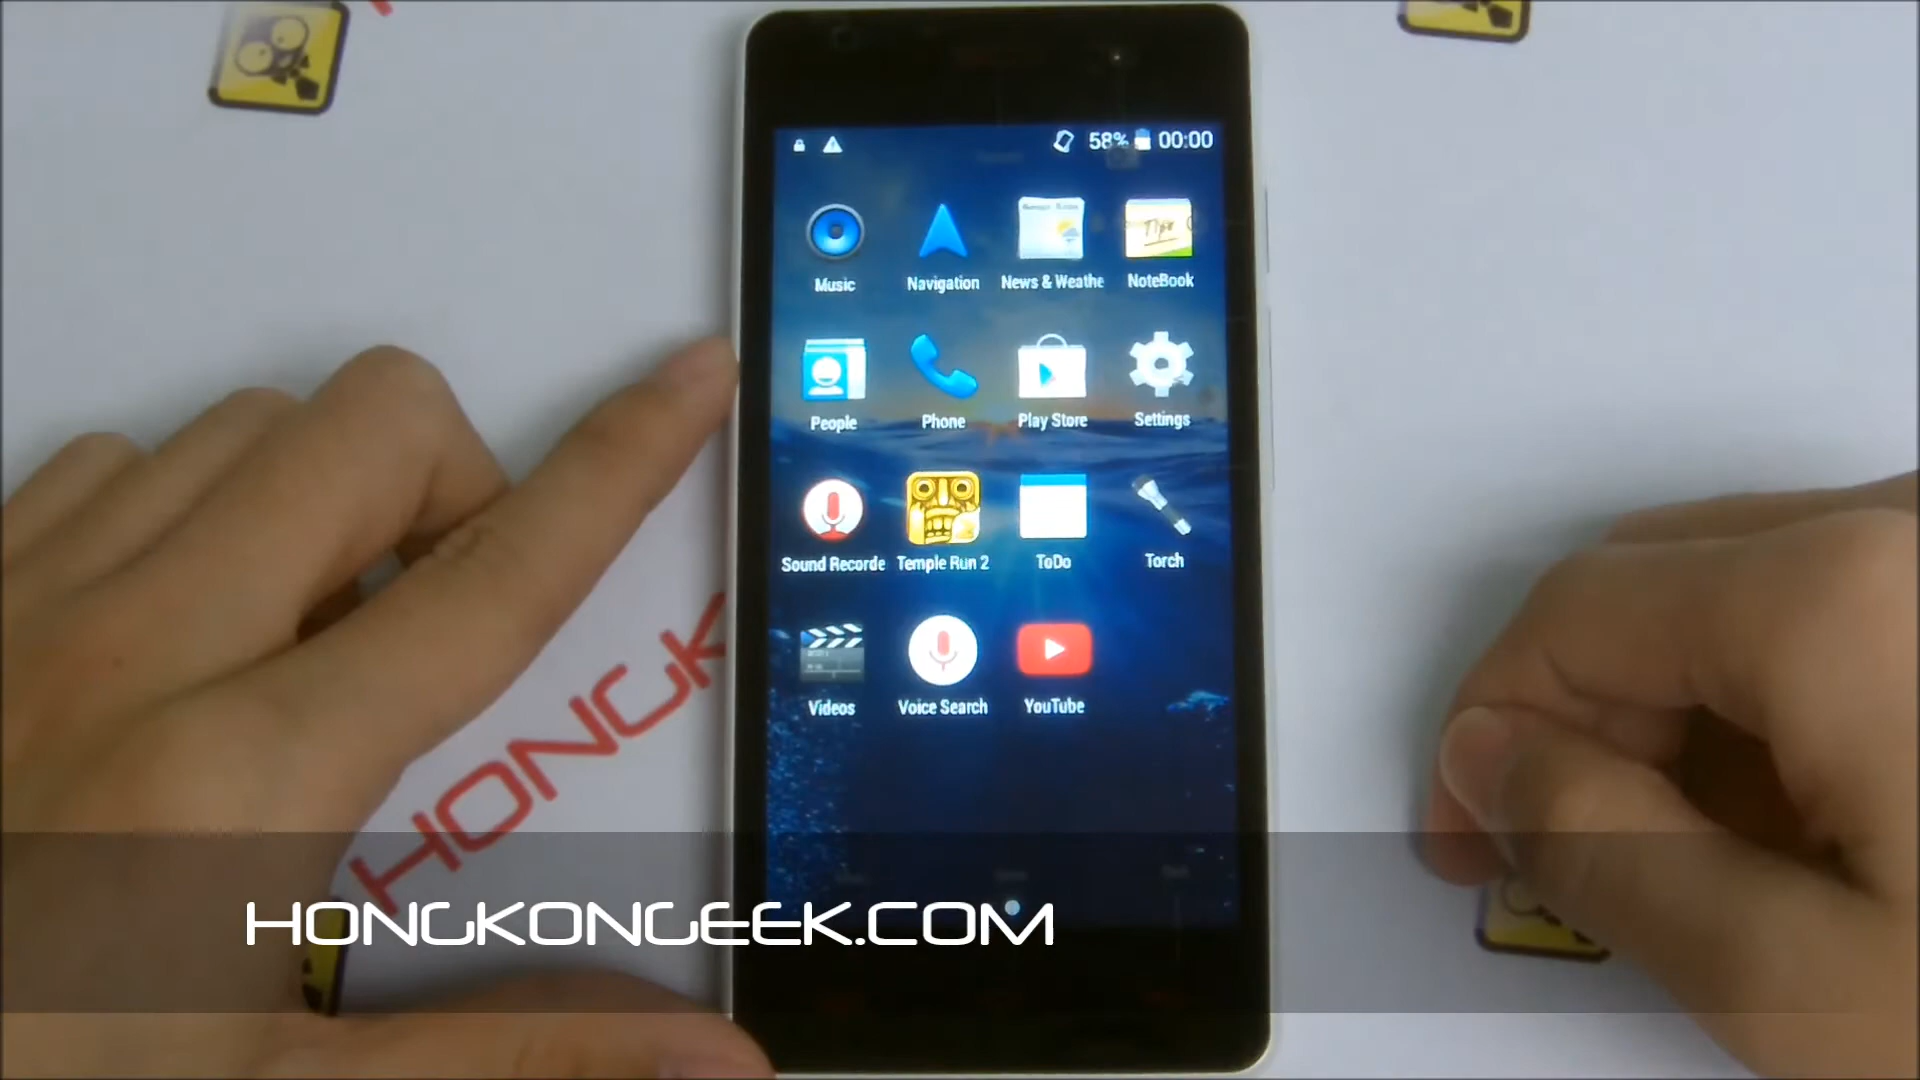 58% 00:00
Music Navigation News & Weathe NoteBook
People Phone Play Store Settings
Sound Recorde Temple Run 2 ToDo Torch
Videos Voice Search YouTube
HONGK
HONGKONGEEK.COM